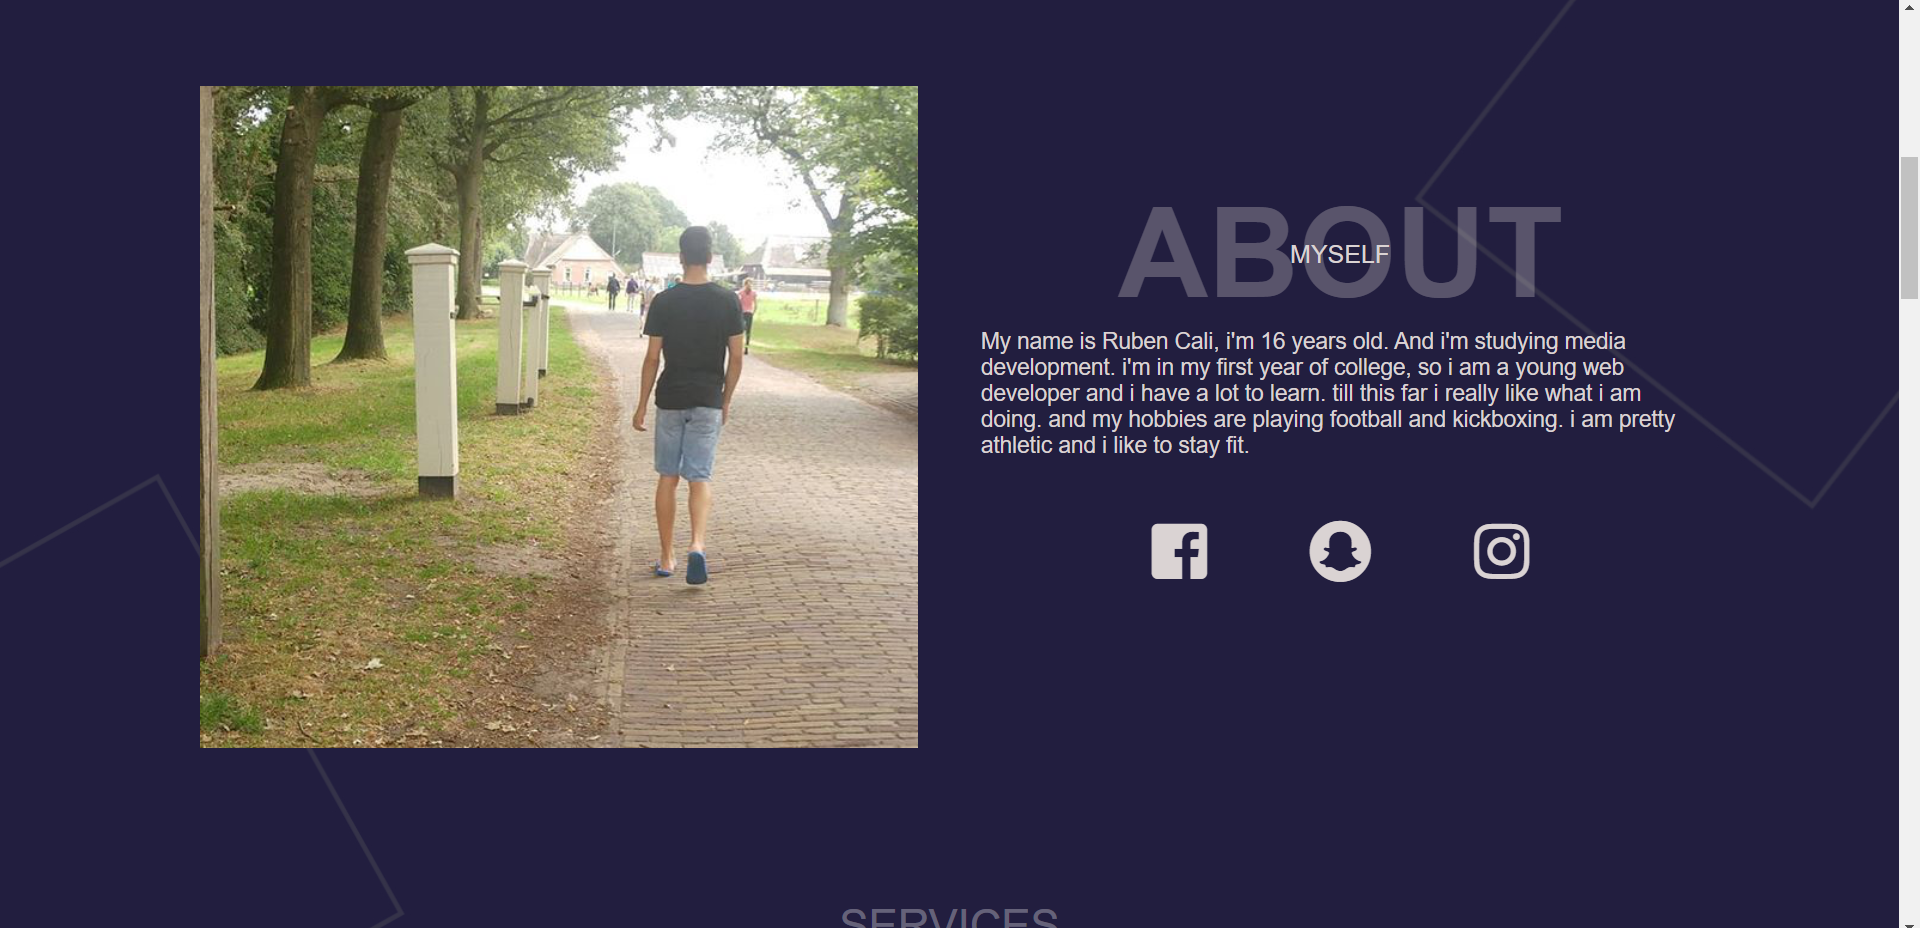 ABOUT
MYSELF
My name is Ruben Cali, i'm 16 years old. And i'm studying media
development. i'm in my first year of college, so i am a young web
developer and i have a lot to learn. till this far i really like what i am
doing. and my hobbies are playing football and kickboxing. i am pretty
athletic and i like to stay fit.
SERVICES